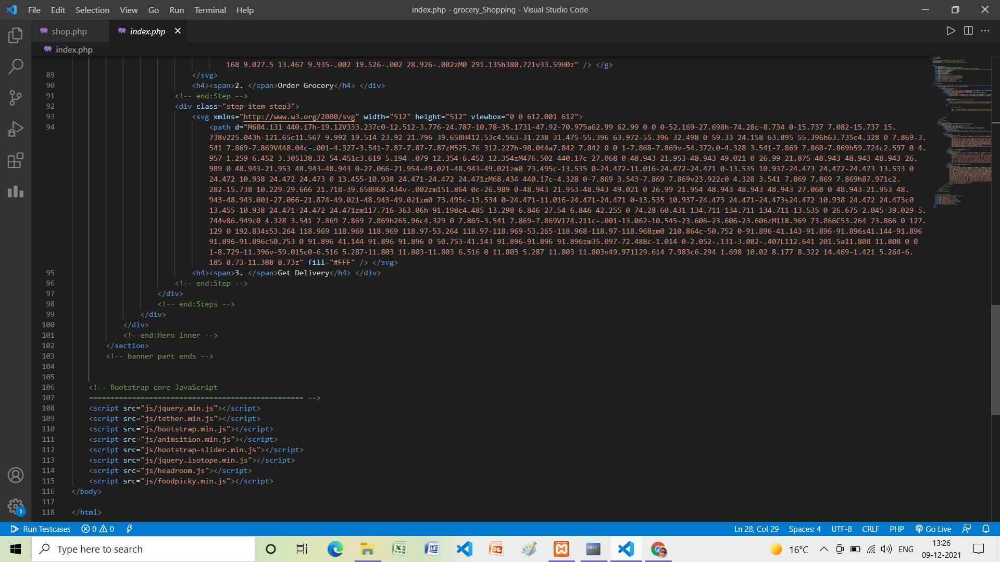 File Edit Selection View Go Run Terminal Help
index.php - grocery_Shopping - Visual Studio Code
shop.php
index.php
index.php
168 9.027.5 13.467 9.935-.002 19.526-.002 28.926-.002zM0 291.135h380.721v33.59H0z" /> </g>
89 </svg>
90 <h4><span>2. </span>Order Grocery</h4> </div>
91 <!-- end:Step -->
92 <div class="step-item step3">
93 <svg xmlns="http://www.w3.org/2000/svg" width="512" height="512" viewbox="0 0 612.001 612">
94 <path d="M604.131 440.17h-19.12V333.237c0-12.512-3.776-24.787-10.78-35.173l-47.92-70.975a62.99 62.99 0 0 0-52.169-27.698h-74.28c-8.734 0-15.737 7.082-15.737 15.
738v225.043h-121.65c11.567 9.992 19.514 23.92 21.796 39.658H412.53c4.563-31.238 31.475-55.396 63.972-55.396 32.498 0 59.33 24.158 63.895 55.396h63.735c4.328 0 7.869-3.
541 7.869-7.869V448.04c-.001-4.327-3.541-7.87-7.87-7.87zM525.76 312.227h-98.044a7.842 7.842 0 0 1-7.868-7.869v-54.372c0-4.328 3.541-7.869 7.868-7.869h59.724c2.597 0 4.
957 1.259 6.452 3.305l38.32 54.451c3.619 5.194-.079 12.354-6.452 12.354zM476.502 440.17c-27.068 0-48.943 21.953-48.943 49.021 0 26.99 21.875 48.943 48.943 48.943 26.
989 0 48.943-21.953 48.943-48.943 0-27.066-21.954-49.021-48.943-49.021zm0 73.495c-13.535 0-24.472-11.016-24.472-24.471 0-13.535 10.937-24.473 24.472-24.473 13.533 0
24.472 10.938 24.472 24.473 0 13.455-10.938 24.471-24.472 24.471zM68.434 440.17c-4.328 0-7.869 3.543-7.869 7.869v23.922c0 4.328 3.541 7.869 7.869 7.869h87.971c2.
282-15.738 10.229-29.666 21.718-39.658H68.434v-.002zm151.864 0c-26.989 0-48.943 21.953-48.943 49.021 0 26.99 21.954 48.943 48.943 48.943 27.068 0 48.943-21.953 48.
943-48.943.001-27.066-21.874-49.021-48.943-49.021zm0 73.495c-13.534 0-24.471-11.016-24.471-24.471 0-13.535 10.937-24.473 24.471-24.473s24.472 10.938 24.472 24.473c0
13.455-10.938 24.471-24.472 24.471zm117.716-363.06h-91.198c4.485 13.298 6.846 27.54 6.846 42.255 0 74.28-60.431 134.711-134.711 134.711-13.535 0-26.675-2.045-39.029-5.
744v86.949c0 4.328 3.541 7.869 7.869 7.869h265.96c4.329 0 7.869-3.541 7.869-7.869V174.211c-.001-13.062-10.545-23.606-23.606-23.606zM118.969 73.866C53.264 73.866 0 127.
129 0 192.834s53.264 118.969 118.969 118.969 118.97-53.264 118.97-118.969-53.265-118.968-118.97-118.968zm0 210.864c-50.752 0-91.896-41.143-91.896-91.896s41.144-91.896
91.896-91.896c50.753 0 91.896 41.144 91.896 91.896 0 50.753-41.143 91.896-91.896 91.896zm35.097-72.488c-1.014 0-2.052-.131-3.082-.407L112.641 201.5a11.808 11.808 0 0
1-8.729-11.396v-59.015c0-6.516 5.287-11.803 11.803-11.803 6.516 0 11.803 5.287 11.803 11.803v49.971l29.614 7.983c6.294 1.698 10.02 8.177 8.322 14.469-1.421 5.264-6.
185 8.73-11.388 8.73z" fill="#FFF" /> </svg>
95 <h4><span>3. </span>Get Delivery</h4> </div>
96 <!-- end:Step -->
97 </div>
98 <!-- end:Steps -->
99 </div>
100 </div>
101 <!--end:Hero inner -->
102 </section>
103 <!-- banner part ends -->
104
105
106 <!-- Bootstrap core JavaScript
107 ================================================== -->
108 <script src="js/jquery.min.js"></script>
109 <script src="js/tether.min.js"></script>
110 <script src="js/bootstrap.min.js"></script>
111 <script src="js/animsition.min.js"></script>
112 <script src="js/bootstrap-slider.min.js"></script>
113 <script src="js/jquery.isotope.min.js"></script>
114 <script src="js/headroom.js"></script>
115 <script src="js/foodpicky.min.js"></script>
116 </body>
117
118 </html>
1
Run Testcases 0 0 Ln 28, Col 29 Spaces: 4 UTF-8 CRLF PHP Go Live
Type here to search
16°C ENG
13:26
09-12-2021